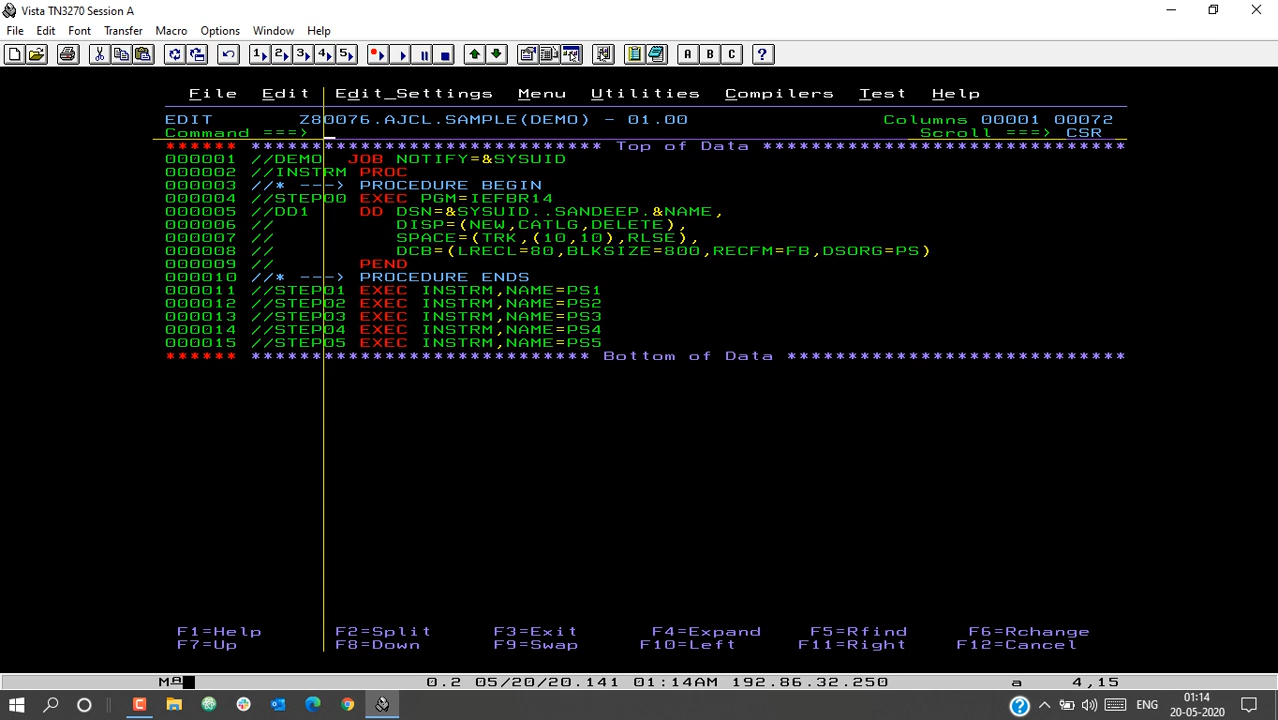 Vista TN3270 Session A
File Edit Font Transfer Macro Options Window Help
1 2 3 4 5 A B C ?
File Edit Edit_Settings Menu Utilities Compilers Test Help
EDIT Z80076.AJCL.SAMPLE(DEMO) - 01.00 Columns 00001 00072
Command ===> Scroll ===> CSR
****** ***************************** Top of Data ******************************
000001 //DEMO  JOB NOTIFY=&SYSUID
000002 //INSTRM PROC
000003 //* ---> PROCEDURE BEGIN
000004 //STEP00 EXEC PGM=IEFBR14
000005 //DD1    DD DSN=&SYSUID..SANDEEP.&NAME,
000006 //          DISP=(NEW,CATLG,DELETE),
000007 //          SPACE=(TRK,(10,10),RLSE),
000008 //          DCB=(LRECL=80,BLKSIZE=800,RECFM=FB,DSORG=PS)
000009 //       PEND
000010 //* ---> PROCEDURE ENDS
000011 //STEP01 EXEC INSTRM,NAME=PS1
000012 //STEP02 EXEC INSTRM,NAME=PS2
000013 //STEP03 EXEC INSTRM,NAME=PS3
000014 //STEP04 EXEC INSTRM,NAME=PS4
000015 //STEP05 EXEC INSTRM,NAME=PS5
****** **************************** Bottom of Data ****************************
F1=Help F2=Split F3=Exit F4=Expand F5=Rfind F6=Rchange
F7=Up F8=Down F9=Swap F10=Left F11=Right F12=Cancel
0.2 05/20/20.141 01:14AM 192.86.32.250 a 4,15
ENG 01:14
20-05-2020